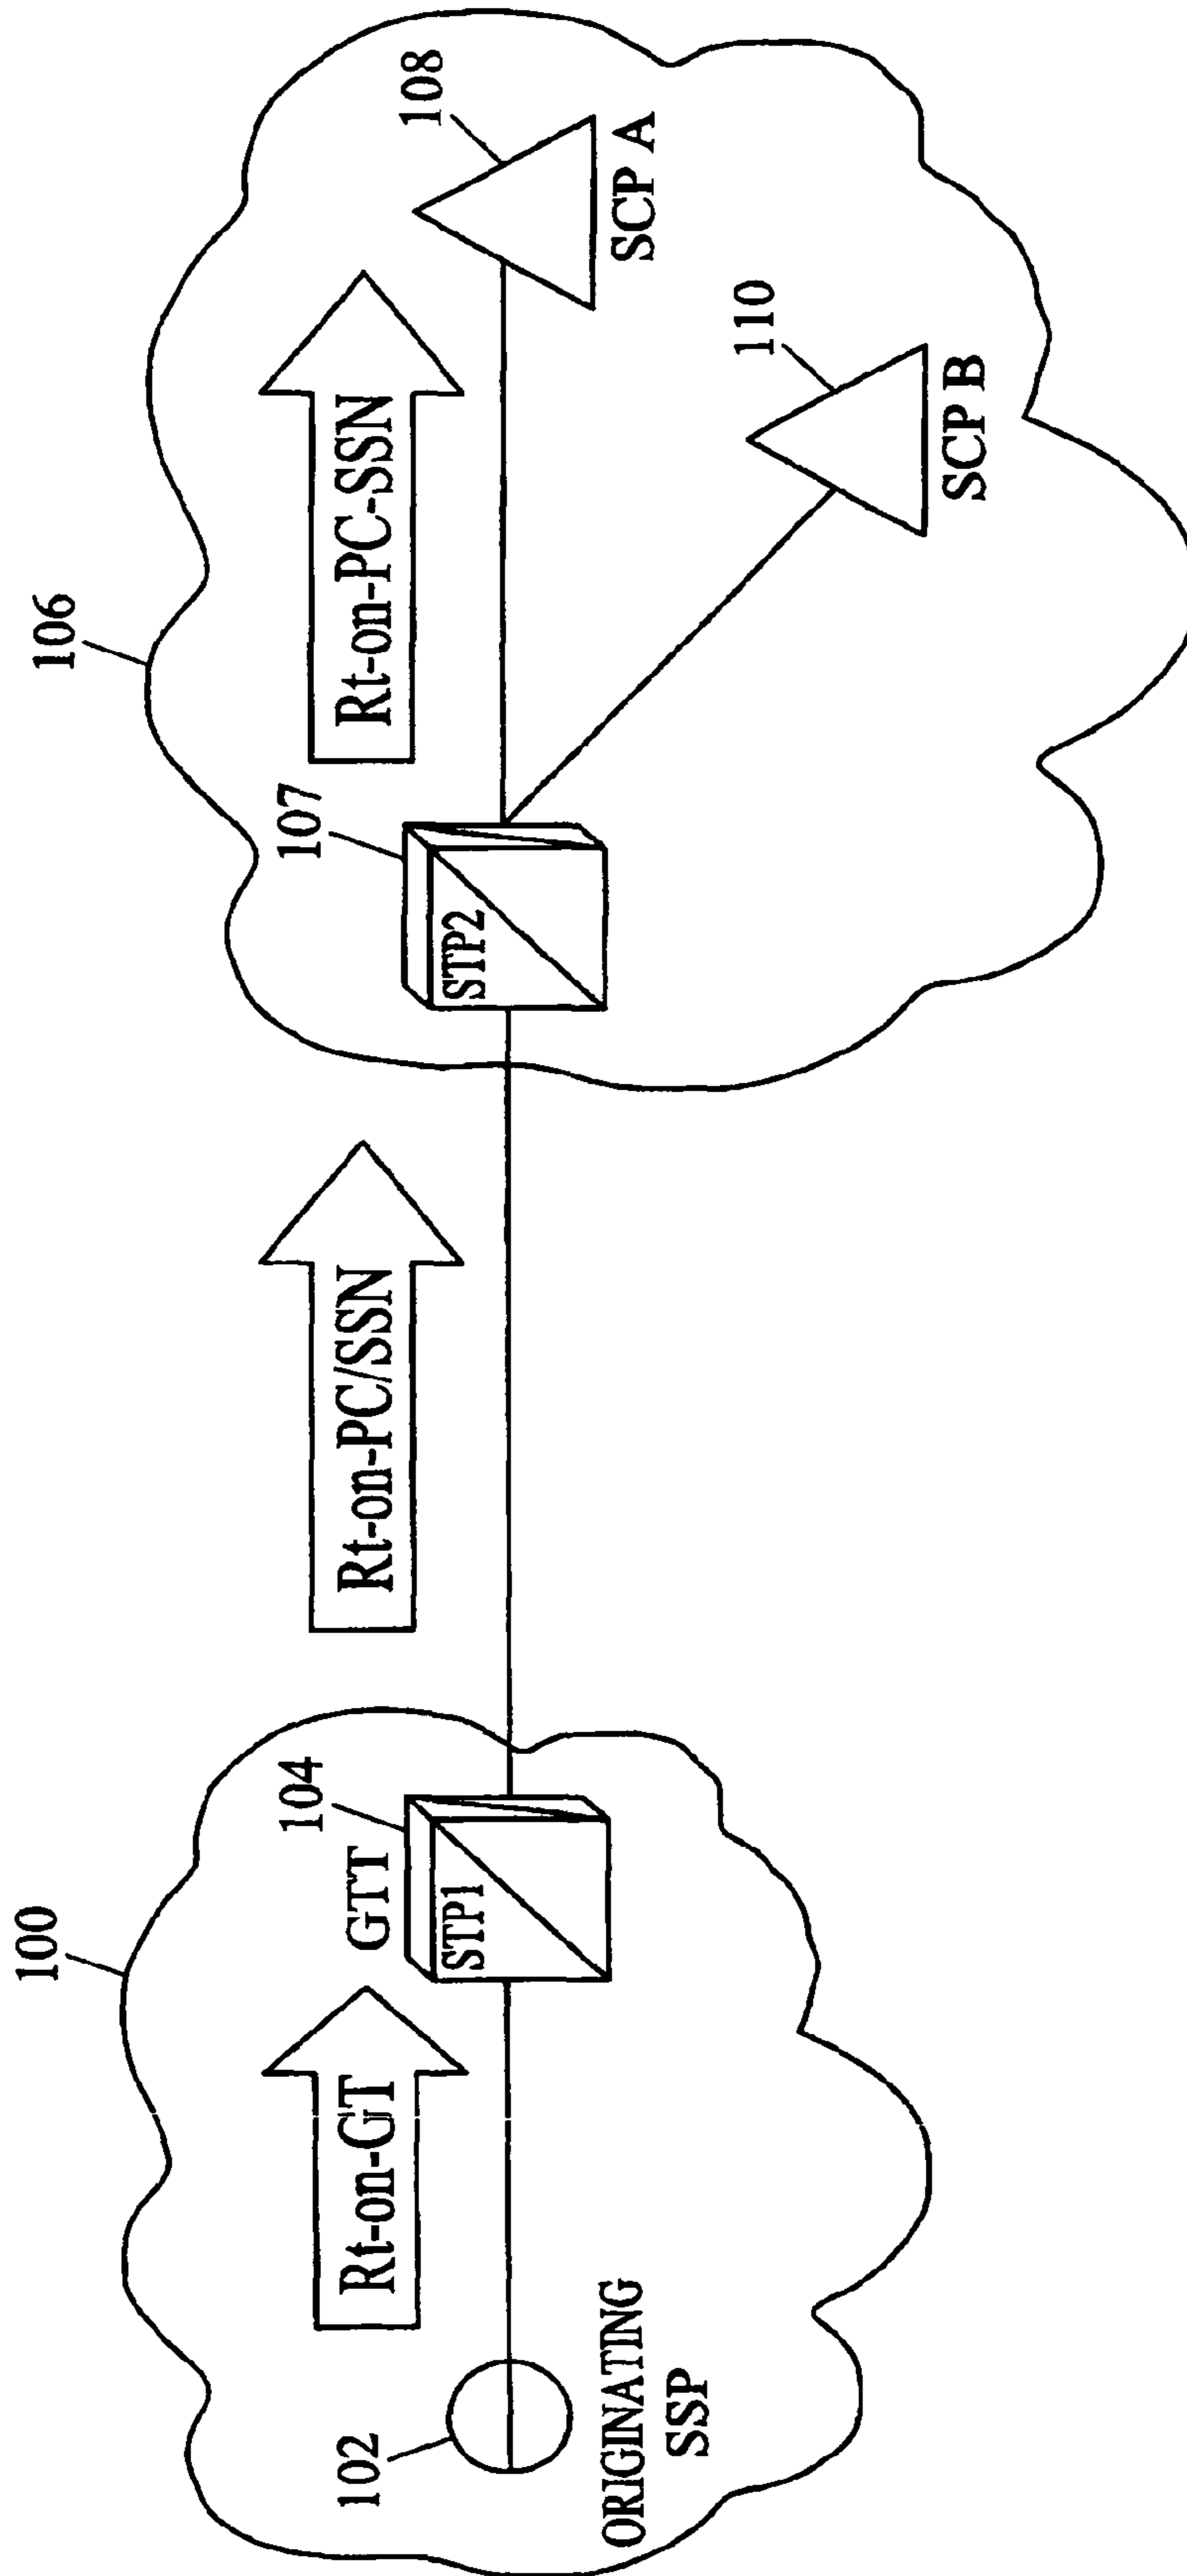 100
106
Rt-on-GT
GTT
104
STP1
Rt-on-PC/SSN
107
STP2
Rt-on-PC-SSN
108
SCP A
110
SCP B
102
ORIGINATING
SSP